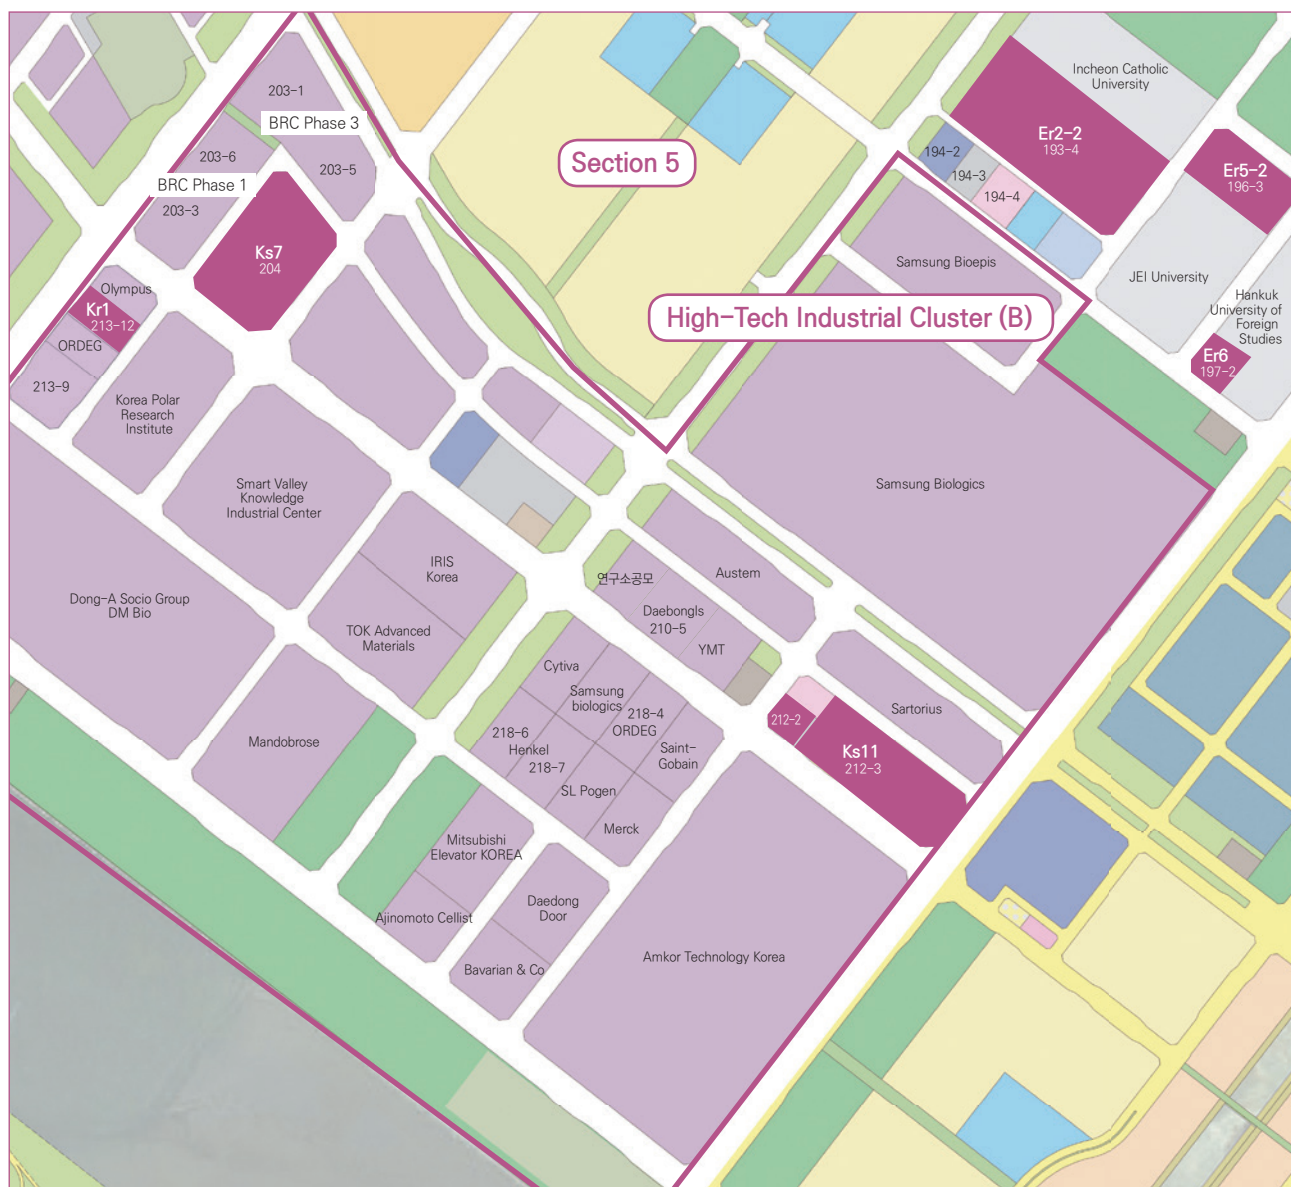 Incheon Catholic
University
203-1
BRC Phase 3
Er2-2
193-4
194-2
203-6
Section 5
203-5
194-3
Er5-2
196-3
BRC Phase 1
194-4
203-3
Ks7
204
Samsung Bioepis
JEI University
Olympus
Hankuk
University of
Foreign
Studies
Kr1
213-12
High-Tech Industrial Cluster (B)
ORDEG
Er6
197-2
213-9
Korea Polar
Research
Institute
Smart Valley
Knowledge
Industrial Center
Samsung Biologics
IRIS
Korea
연구소공모
Austem
Dong-A Socio Group
DM Bio
Daebongls
210-5
TOK Advanced
Materials
YMT
Cytiva
Samsung
biologics
Sartorius
218-4
ORDEG
212-2
218-6
Henkel
218-7
Mandobrose
Saint-
Gobain
Ks11
212-3
SL Pogen
Merck
Mitsubishi
Elevator KOREA
Daedong
Door
Ajinomoto Cellist
Amkor Technology Korea
Bavarian & Co